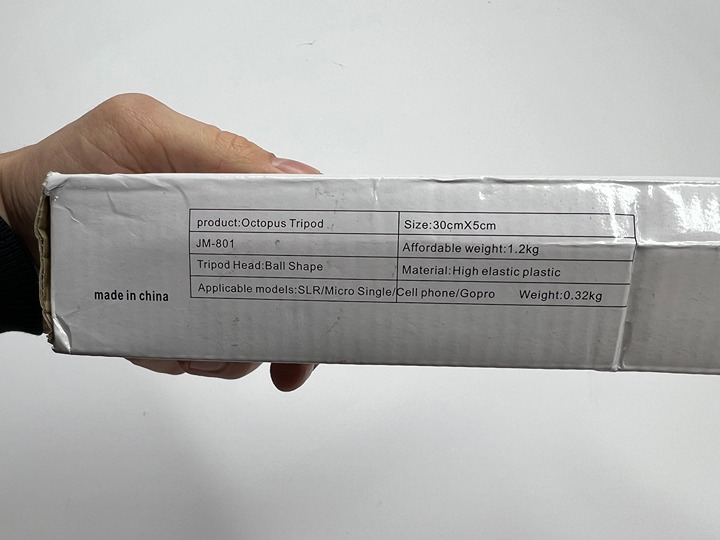 product:Octopus Tripod Size:30cmX5cm
JM-801 Affordable weight:1.2kg
Tripod Head:Ball Shape Material:High elastic plastic
Applicable models:SLR/Micro Single/Cell phone/Gopro Weight:0.32kg
made in china